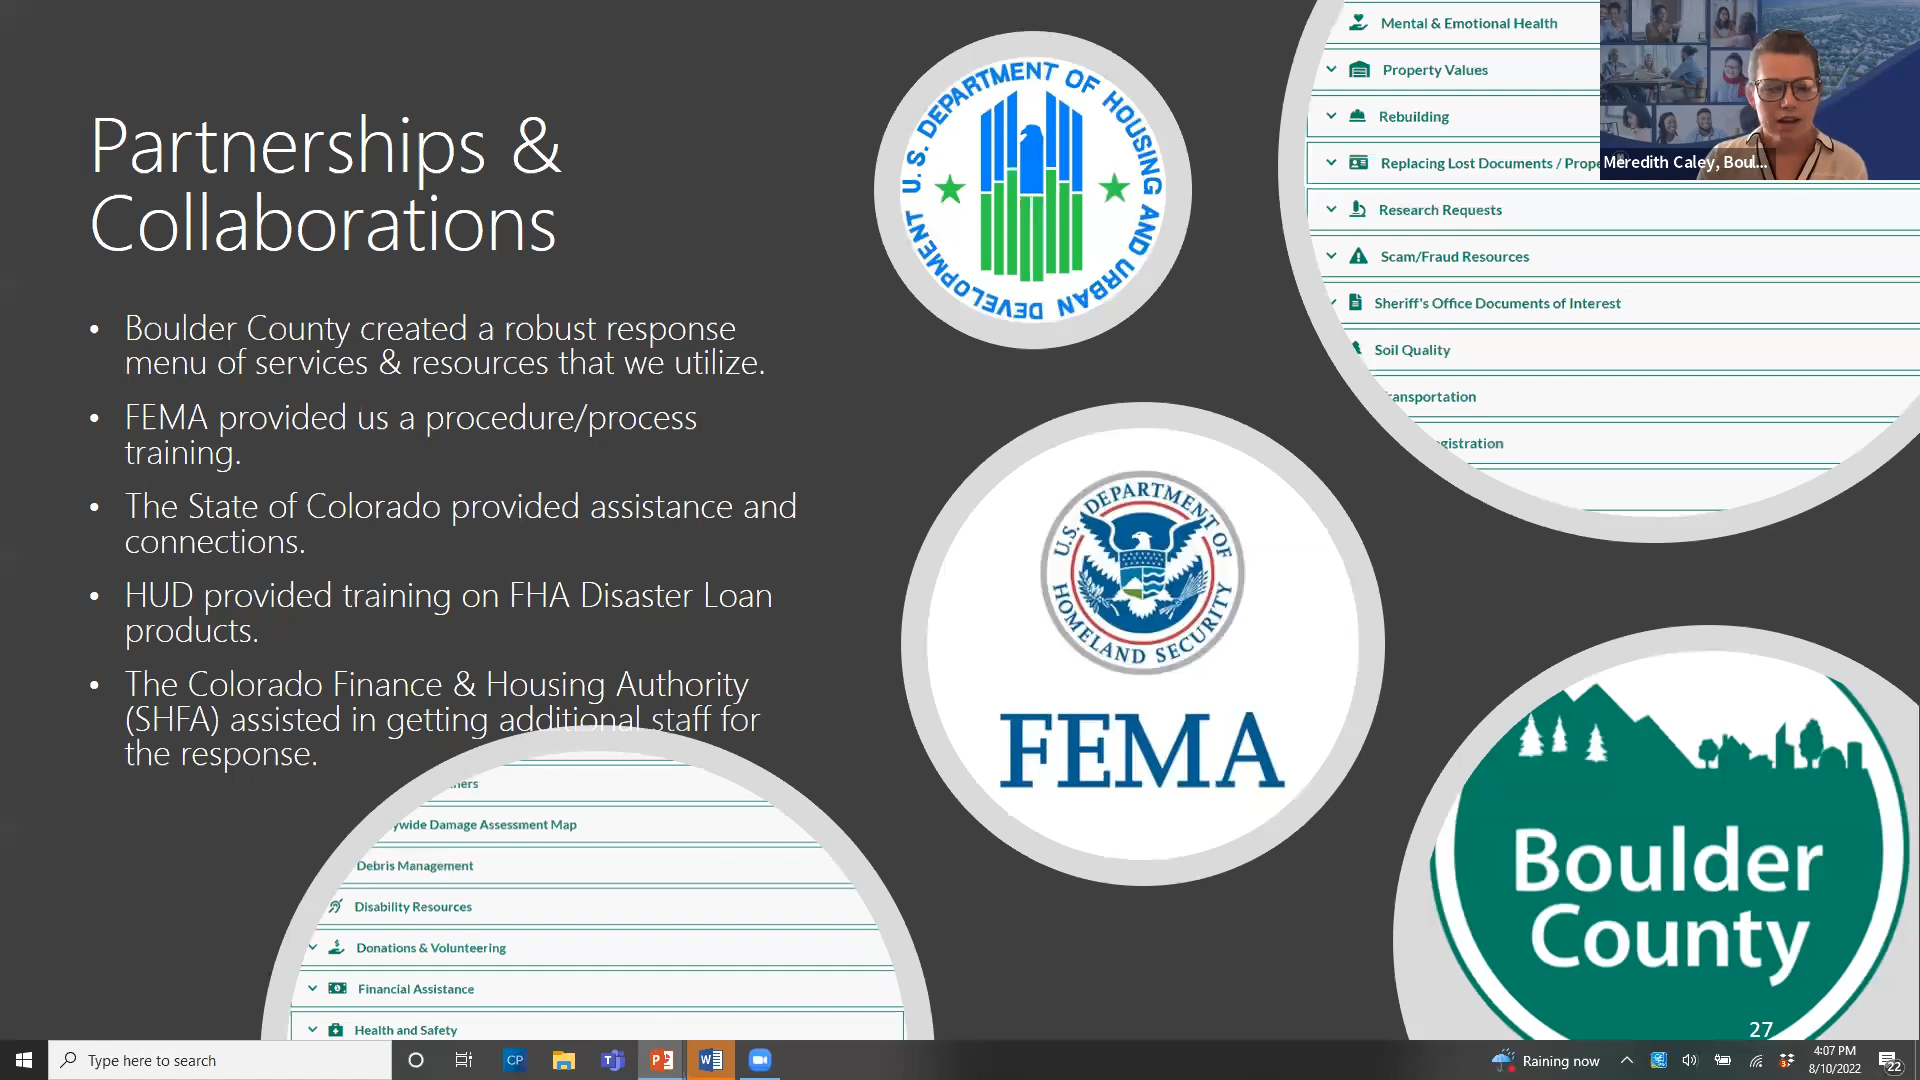 Partnerships &
Collaborations
• Boulder County created a robust response
menu of services & resources that we utilize.
• FEMA provided us a procedure/process
training.
• The State of Colorado provided assistance and
connections.
• HUD provided training on FHA Disaster Loan
products.
• The Colorado Finance & Housing Authority
(SHFA) assisted in getting additional staff for
the response.
U.S. DEPARTMENT OF HOUSING AND URBAN DEVELOPMENT
Mental & Emotional Health
Property Values
Rebuilding
Replacing Lost Documents / Prope
Research Requests
Scam/Fraud Resources
Sheriff's Office Documents of Interest
Soil Quality
ransportation
gistration
Meredith Caley, Boul...
U.S. DEPARTMENT OF
HOMELAND SECURITY
FEMA
ners
ywide Damage Assessment Map
Debris Management
Disability Resources
Donations & Volunteering
Financial Assistance
Health and Safety
Boulder
County
27
Type here to search
CP
Raining now
4:07 PM
8/10/2022
22